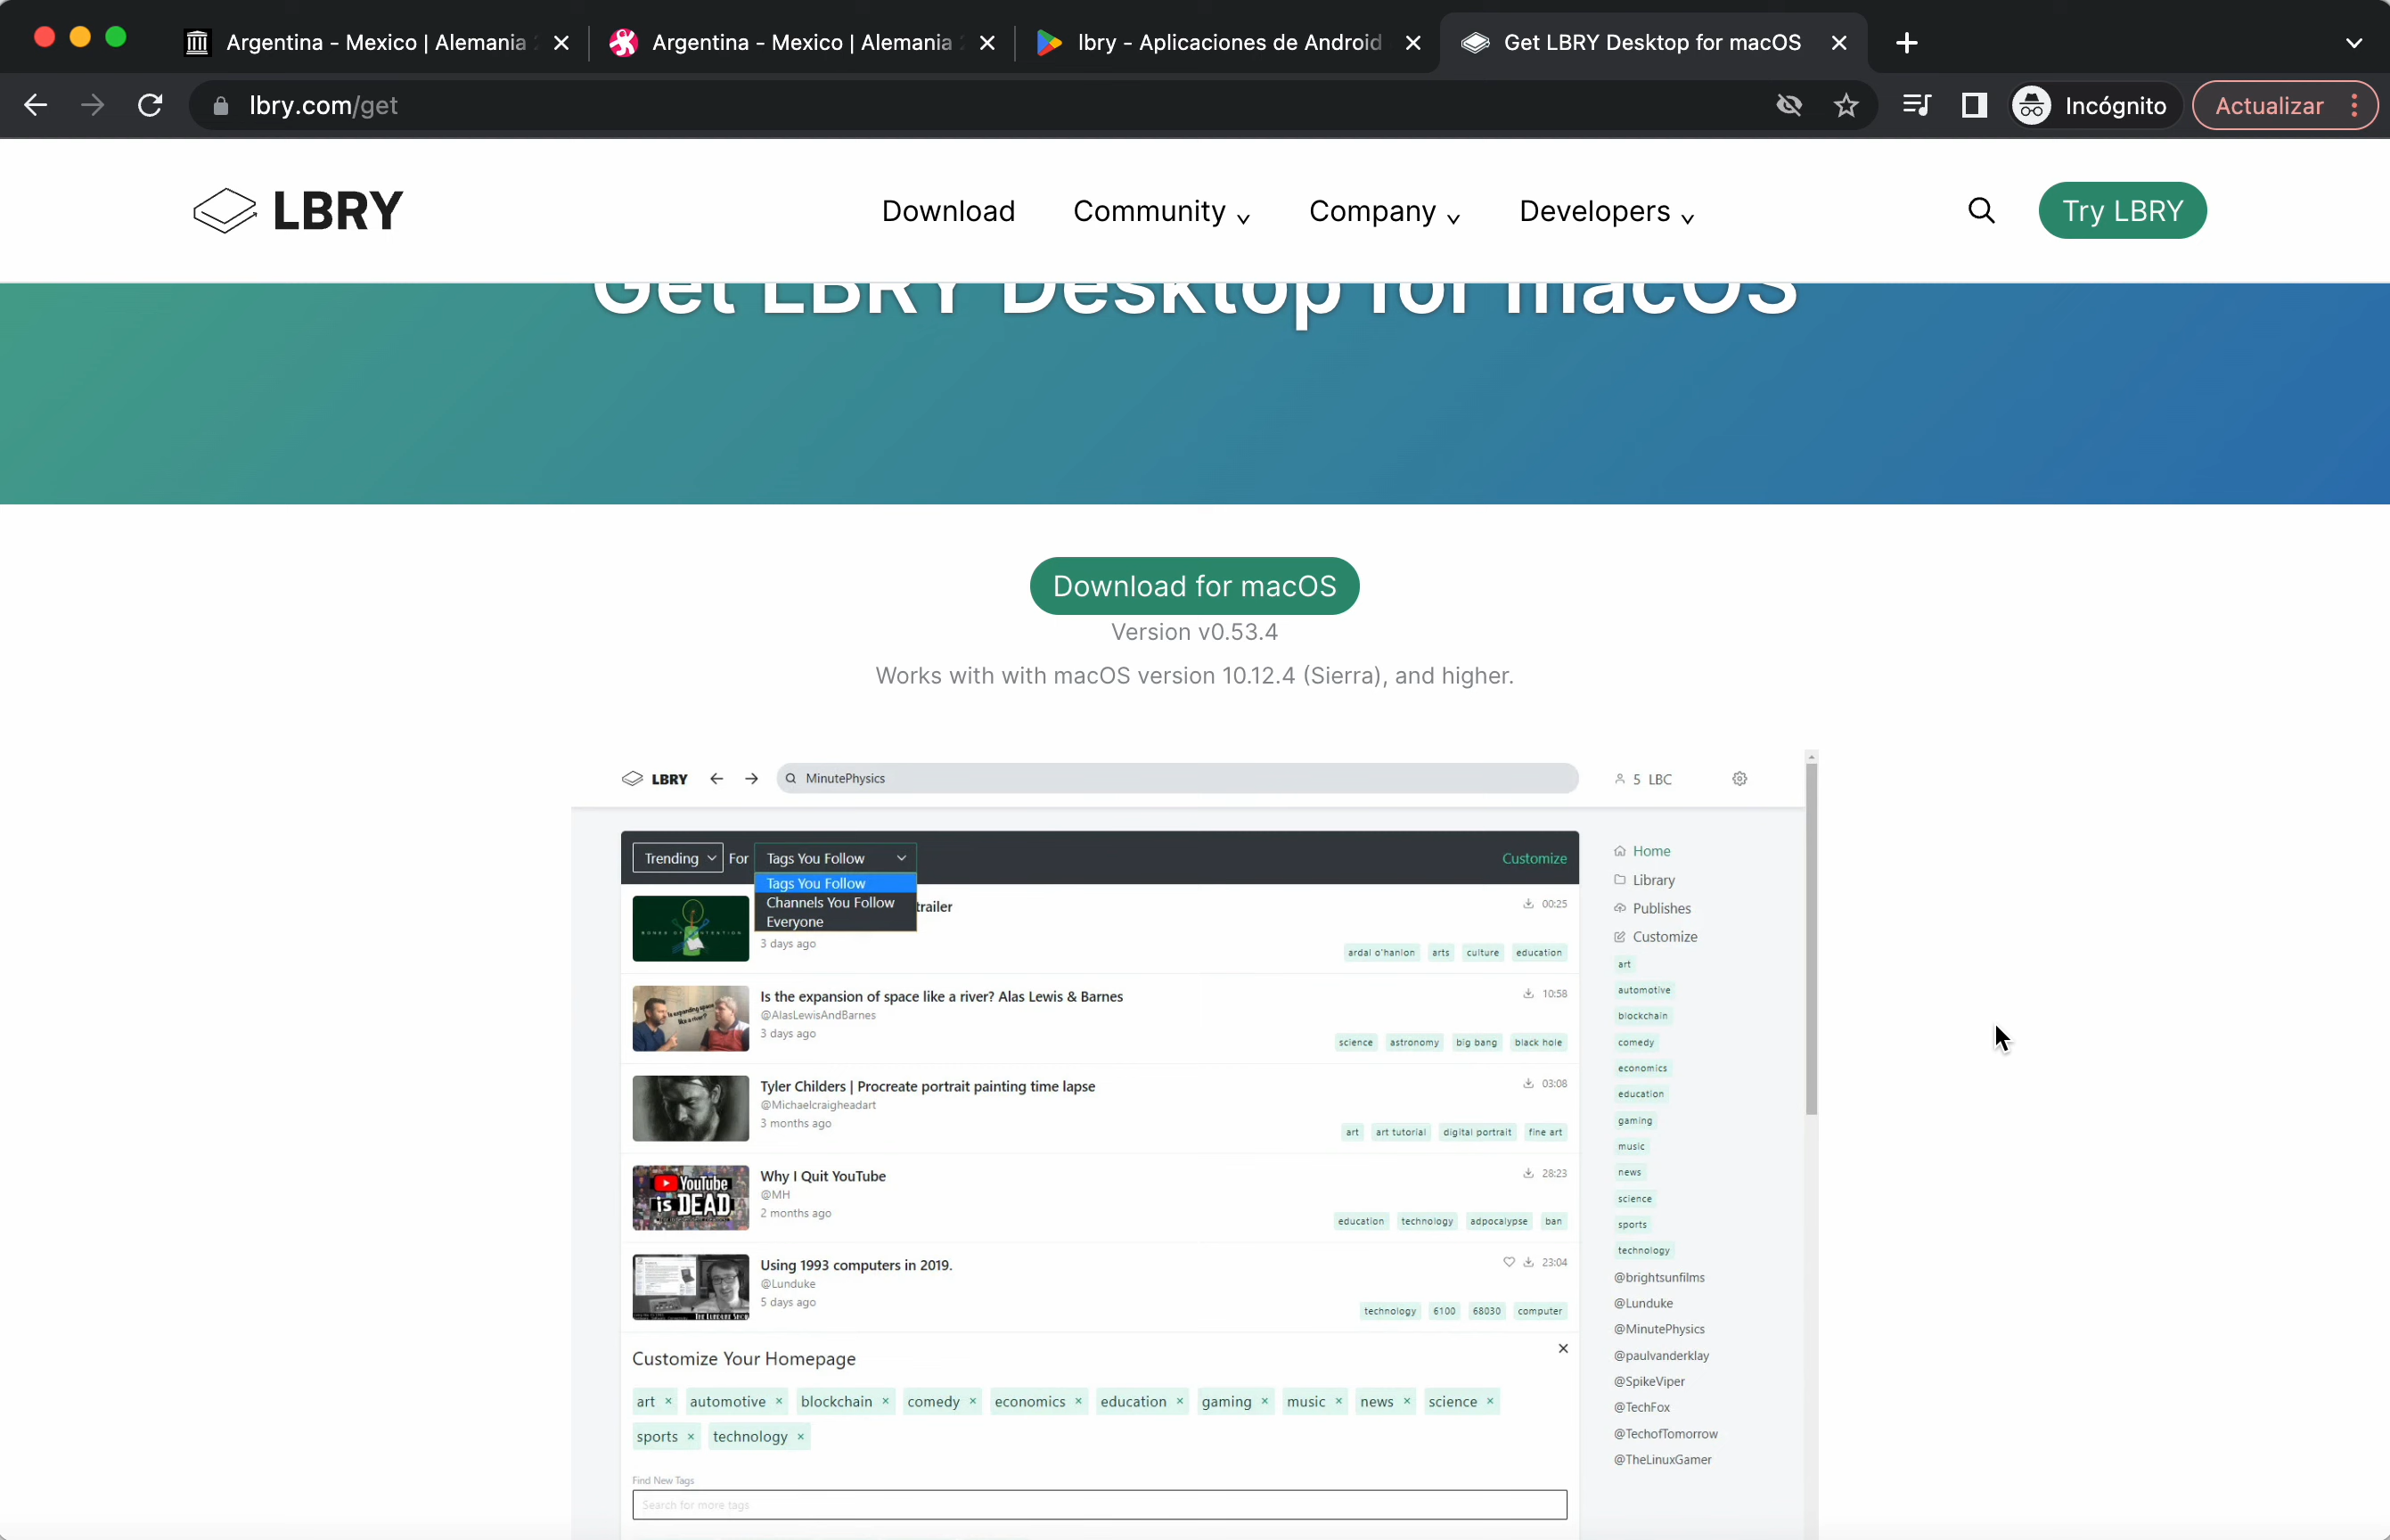 Argentina - Mexico | Alemania
Argentina - Mexico | Alemania
lbry - Aplicaciones de Android
Get LBRY Desktop for macOS
lbry.com/get
Incógnito
Actualizar
LBRY
Download
Community
Company
Developers
Try LBRY
Get LBRY Desktop for macOS
Download for macOS
Version v0.53.4
Works with with macOS version 10.12.4 (Sierra), and higher.
LBRY
MinutePhysics
5 LBC
Trending For Tags You Follow
Customize
Tags You Follow
Channels You Follow
Everyone
trailer
00:25
3 days ago
ardal o'hanlon arts culture education
Is the expansion of space like a river? Alas Lewis & Barnes
10:58
@AlasLewisAndBarnes
3 days ago
science astronomy big bang black hole
Tyler Childers | Procreate portrait painting time lapse
03:08
@Michaelcraigheadart
3 months ago
art art tutorial digital portrait fine art
YouTube
is DEAD
Why I Quit YouTube
28:23
@MH
2 months ago
education technology adpocalypse ban
Using 1993 computers in 2019.
23:04
@Lunduke
5 days ago
technology 6100 68030 computer
Customize Your Homepage
art × automotive × blockchain × comedy × economics × education × gaming × music × news × science ×
sports × technology ×
Find New Tags
Search for more tags
Home
Library
Publishes
Customize
art
automotive
blockchain
comedy
economics
education
gaming
music
news
science
sports
technology
@brightsunfilms
@Lunduke
@MinutePhysics
@paulvanderklay
@SpikeViper
@TechFox
@TechofTomorrow
@TheLinuxGamer